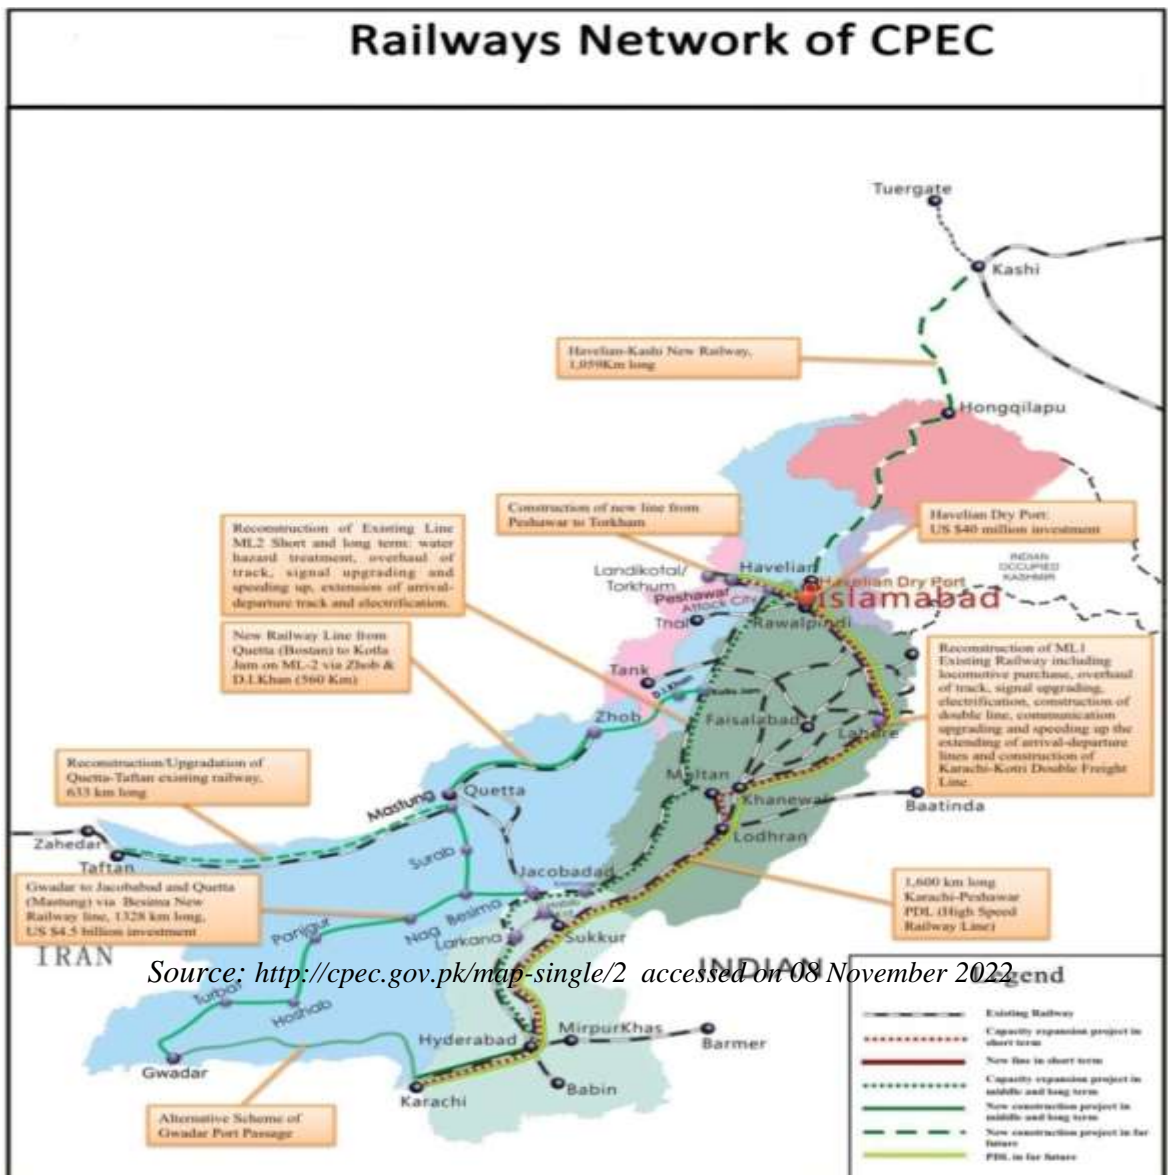 Railways Network of CPEC
Tuergate
Kashi
Havelian-Kashi New Railway,
1,059Km long
Hongqilapu
Construction of new line from
Peshawar to Torkham
Havelian Dry Port:
US $40 million investment
Reconstruction of Existing Line
ML2 Short and long term: water
hazard treatment, overhaul of
track, signal upgrading and
speeding up, extension of arrival-
departure track and electrification.
INDIAN
OCCUPIED
KASHMIR
Landikotal/
Torkhum
Havelian
Havelian Dry Port
Peshawar
Attock City
Islamabad
Thal
Rawalpindi
New Railway Line from
Quetta (Bostan) to Kotla
Jam on ML-2 via Zhob &
D.I.Khan (560 Km)
Reconstruction of ML1
Existing Railway including
locomotive purchase, overhaul
of track, signal upgrading,
electrification, construction of
double line, communication
upgrading and speeding up the
extending of arrival-departure
lines and construction of
Karachi-Kotri Double Freight
Line.
Tank
D.I.Khan
Zhob
Faisalabad
Lahore
Reconstruction/Upgradation of
Quetta-Taftan existing railway,
633 km long
Multan
Mastung
Quetta
Khanewal
Baatinda
Lodhran
Zahedan
Taftan
Surab
Jacobadad
Gwadar to Jacobabad and Quetta
(Mastung) via Besima New
Railway line, 1328 km long,
US $4.5 billion investment
1,600 km long
Karachi-Peshawar
PDL (High Speed
Railway Line)
Besima
Nag
Panjgur
Larkana
Sukkur
IRAN
INDIAN
Source: http://cpec.gov.pk/map-single/2 accessed on 08 November 2022
Legend
Turbat
Hoshab
Existing Railway
Capacity expansion project in
short term
New line in short term
Capacity expansion project in
middle and long term
New construction project in
middle and long term
New construction project in far
future
PDL in far future
Hyderabad
MirpurKhas
Barmer
Gwadar
Karachi
Babin
Alternative Scheme of
Gwadar Port Passage